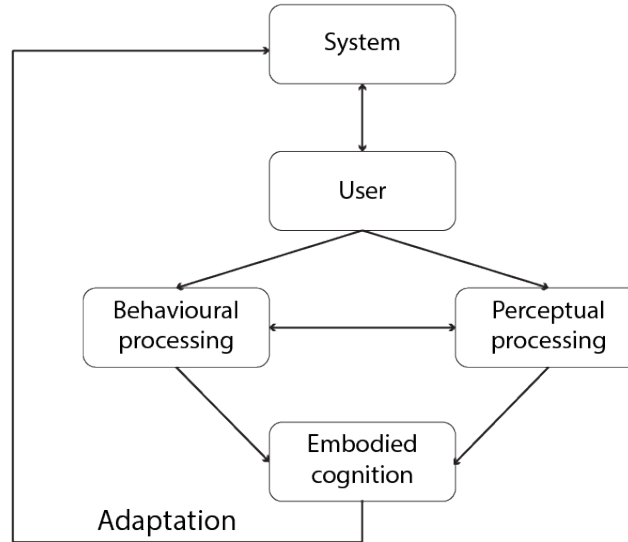 System
User
Behavioural
processing
Perceptual
processing
Embodied
cognition
Adaptation